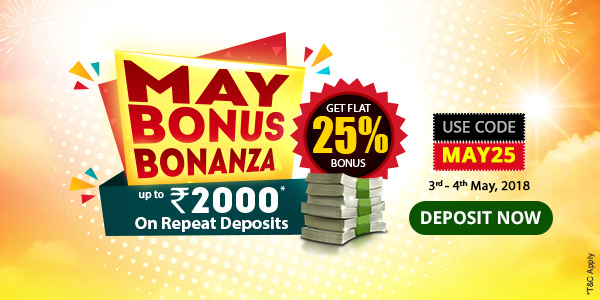 MAY
BONUS
BONANZA
up to ₹2000*
On Repeat Deposits
GET FLAT
25%
BONUS
USE CODE
MAY25
3rd - 4th May, 2018
DEPOSIT NOW
*T&C Apply